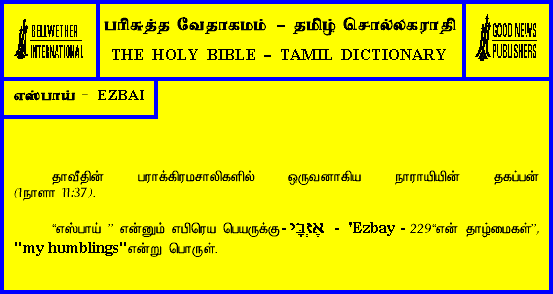 BELLWETHER
INTERNATIONAL
பரிசுத்த வேதாகமம் – தமிழ் சொல்லகராதி
THE HOLY BIBLE – TAMIL DICTIONARY
GOOD NEWS
PUBLISHERS
எஸ்பாய் - EZBAI
தாவீதின் பராக்கிரமசாலிகளில் ஒருவனாகிய நாராயியின் தகப்பன்
(1நாளா 11:37).
“எஸ்பாய் ” என்னும் எபிரெய பெயருக்கு- אֶזְבָּי - 'Ezbay - 229“என் தாழ்மைகள்”,
"my humblings"என்று பொருள்.